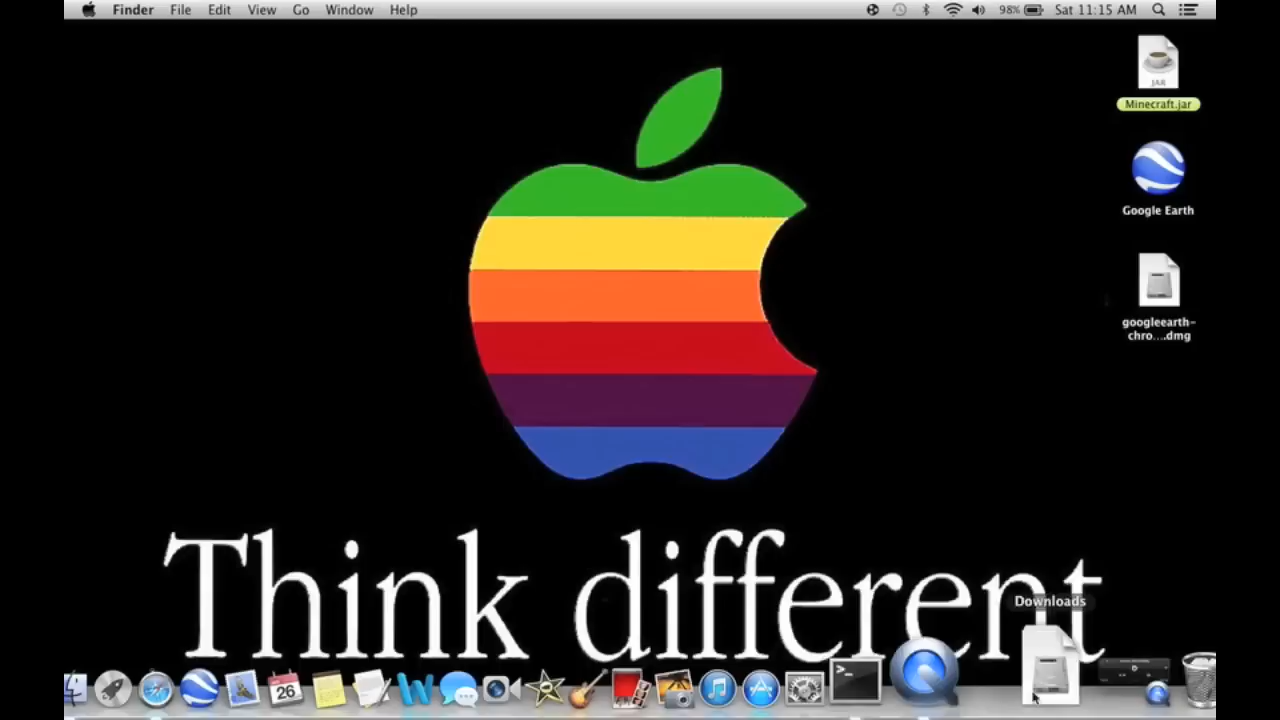 Finder File Edit View Go Window Help 98% Sat 11:15 AM
JAR
Minecraft.jar
Google Earth
googleearth-
chro....dmg
Think different
Downloads
26